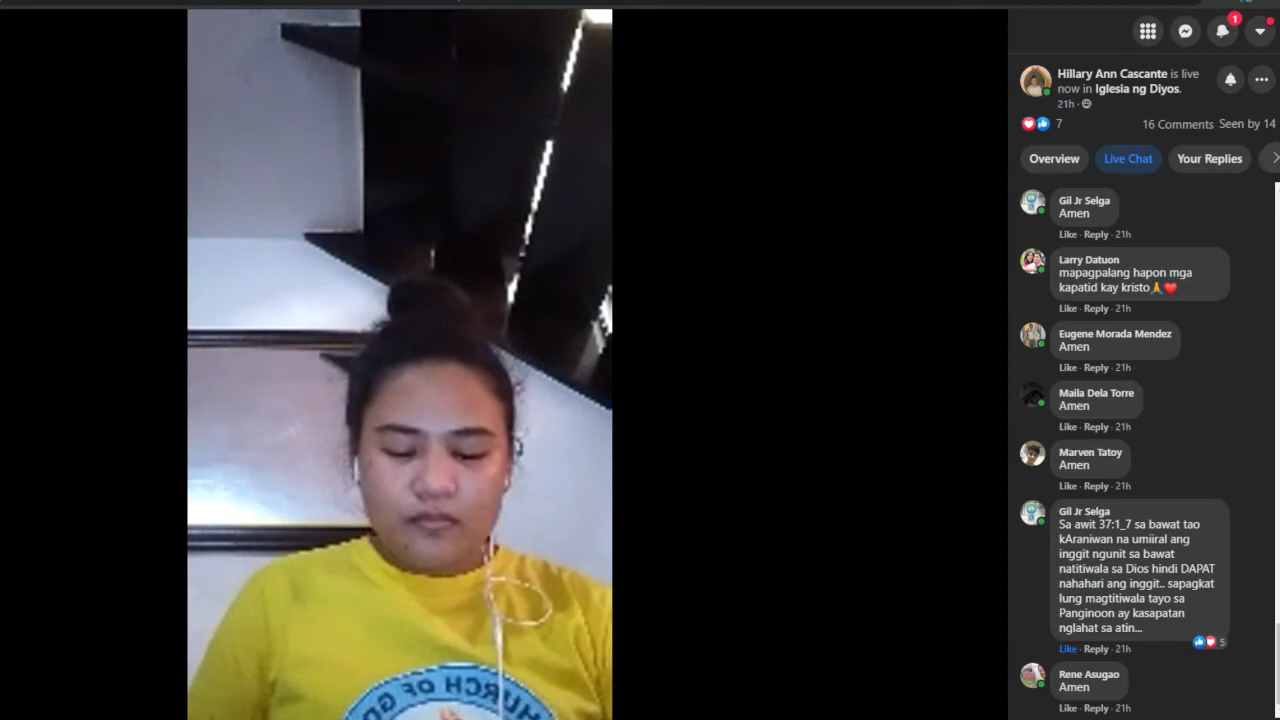 1
Hillary Ann Cascante is live
now in Iglesia ng Diyos.
21h ·
7
16 Comments Seen by 14
Overview Live Chat Your Replies
Gil Jr Selga
Amen
Like · Reply · 21h
Larry Datuon
mapagpalang hapon mga
kapatid kay kristo🙏❤️
Like · Reply · 21h
Eugene Morada Mendez
Amen
Like · Reply · 21h
Maila Dela Torre
Amen
Like · Reply · 21h
Marven Tatoy
Amen
Like · Reply · 21h
Gil Jr Selga
Sa awit 37:1_7 sa bawat tao
kAraniwan na umiiral ang
inggit ngunit sa bawat
natitiwala sa Dios hindi DAPAT
nahahari ang inggit.. sapagkat
lung magtitiwala tayo sa
Panginoon ay kasapatan
nglahat sa atin...
5
Like · Reply · 21h
Rene Asugao
Amen
Like · Reply · 21h
HURCH OF GO